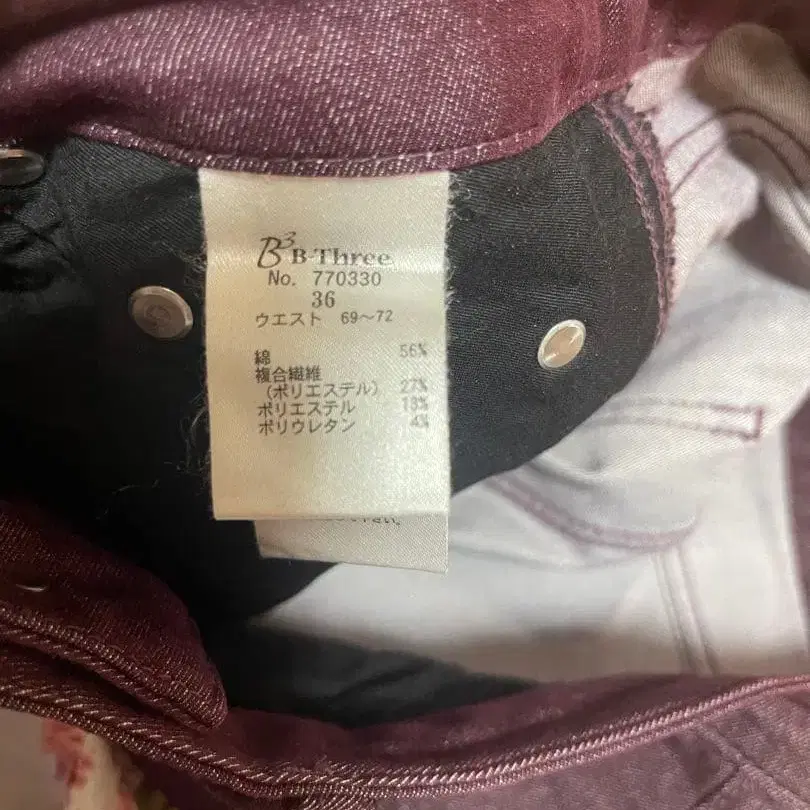 B³ B-Three
No. 770330
36
ウエスト 69～72
綿 56%
複合繊維
（ポリエステル） 27%
ポリエステル 13%
ポリウレタン 4%